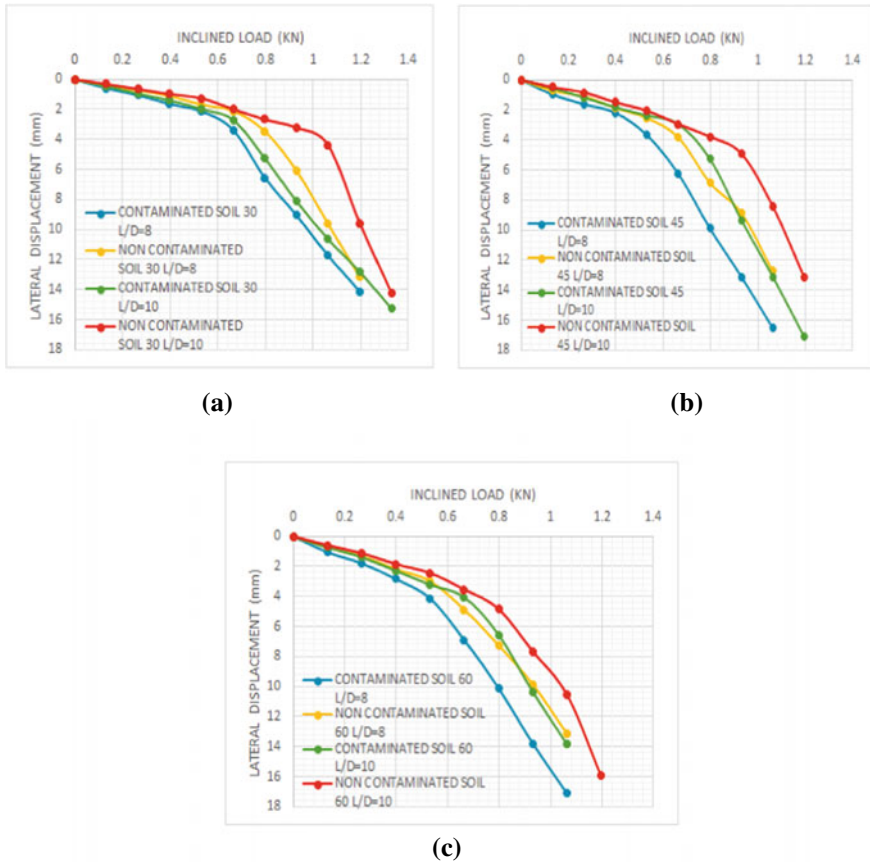 INCLINED LOAD (KN)
0 0.2 0.4 0.6 0.8 1 1.2 1.4
0
2
4
6
8
10
12
14
16
18
LATERAL DISPLACEMENT (mm)
CONTAMINATED SOIL 30
L/D=8
NON CONTAMINATED
SOIL 30 L/D=8
CONTAMINATED SOIL 30
L/D=10
NON CONTAMINATED
SOIL 30 L/D=10
(a)
INCLINED LOAD (KN)
0 0.2 0.4 0.6 0.8 1 1.2 1.4
0
2
4
6
8
10
12
14
16
18
LATERAL DISPLACEMENT (mm)
CONTAMINATED SOIL 45
L/D=8
NON CONTAMINATED SOIL
45 L/D=8
CONTAMINATED SOIL 45
L/D=10
NON CONTAMINATED SOIL
45 L/D=10
(b)
INCLINED LOAD (KN)
0 0.2 0.4 0.6 0.8 1 1.2 1.4
0
2
4
6
8
10
12
14
16
18
LATERAL DISPLACEMENT (mm)
CONTAMINATED SOIL 60
L/D=8
NON CONTAMINATED SOIL
60 L/D=8
CONTAMINATED SOIL 60
L/D=10
NON CONTAMINATED SOIL
60 L/D=10
(c)